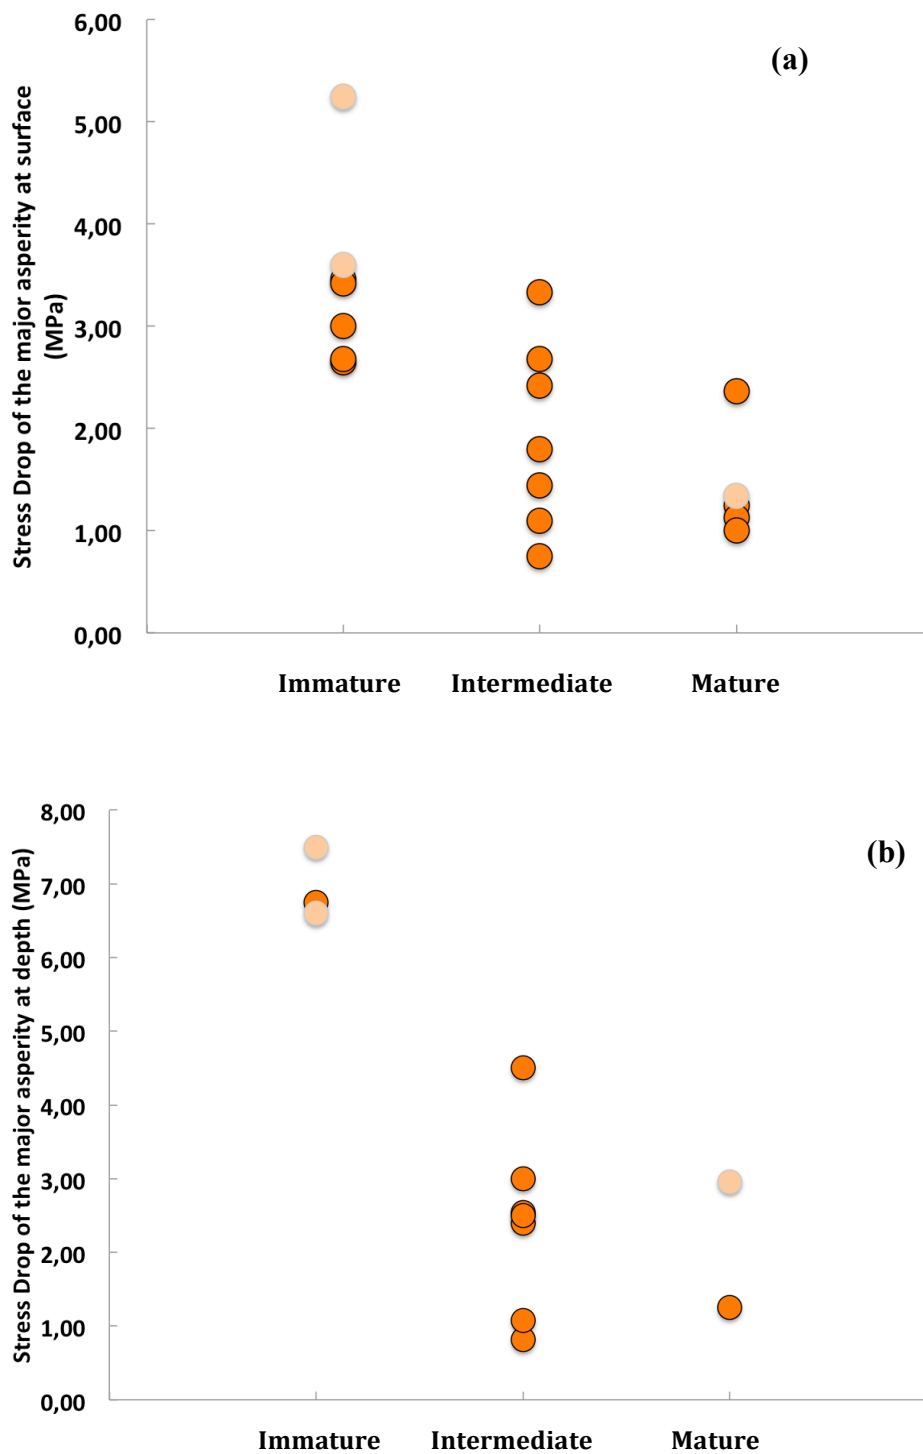 (a)
Stress Drop of the major asperity at surface
(MPa)
6,00
5,00
4,00
3,00
2,00
1,00
0,00
Immature Intermediate Mature
(b)
Stress Drop of the major asperity at depth (MPa)
8,00
7,00
6,00
5,00
4,00
3,00
2,00
1,00
0,00
Immature Intermediate Mature